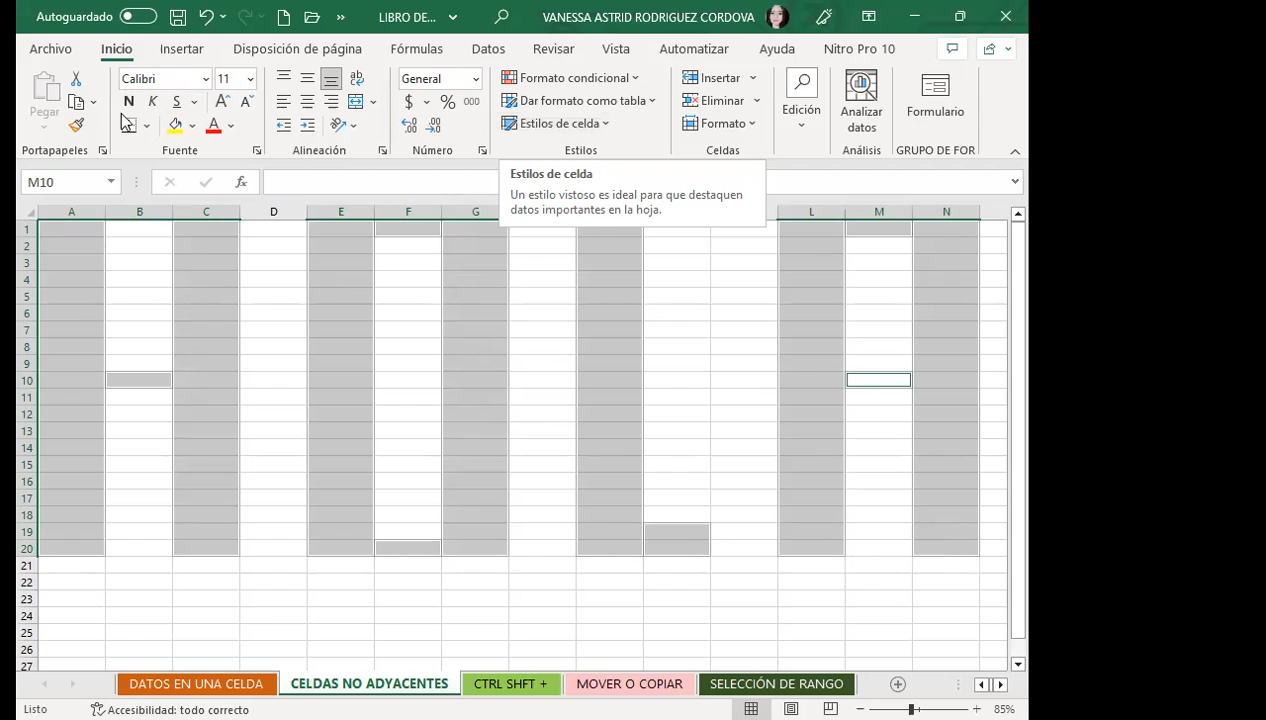 Autoguardado LIBRO DE... VANESSA ASTRID RODRIGUEZ CORDOVA
Archivo Inicio Insertar Disposición de página Fórmulas Datos Revisar Vista Automatizar Ayuda Nitro Pro 10
Pegar
Calibri 11
N K S
General
$ % 000
Formato condicional
Dar formato como tabla
Estilos de celda
Insertar
Eliminar
Formato
Edición
Analizar datos
Formulario
Portapapeles Fuente Alineación Número Estilos Celdas Análisis GRUPO DE FOR
M10 fx
Estilos de celda
Un estilo vistoso es ideal para que destaquen
datos importantes en la hoja.
A B C D E F G L M N
1
2
3
4
5
6
7
8
9
10
11
12
13
14
15
16
17
18
19
20
21
22
23
24
25
26
27
DATOS EN UNA CELDA CELDAS NO ADYACENTES CTRL SHFT + MOVER O COPIAR SELECCIÓN DE RANGO
Listo Accesibilidad: todo correcto 85%